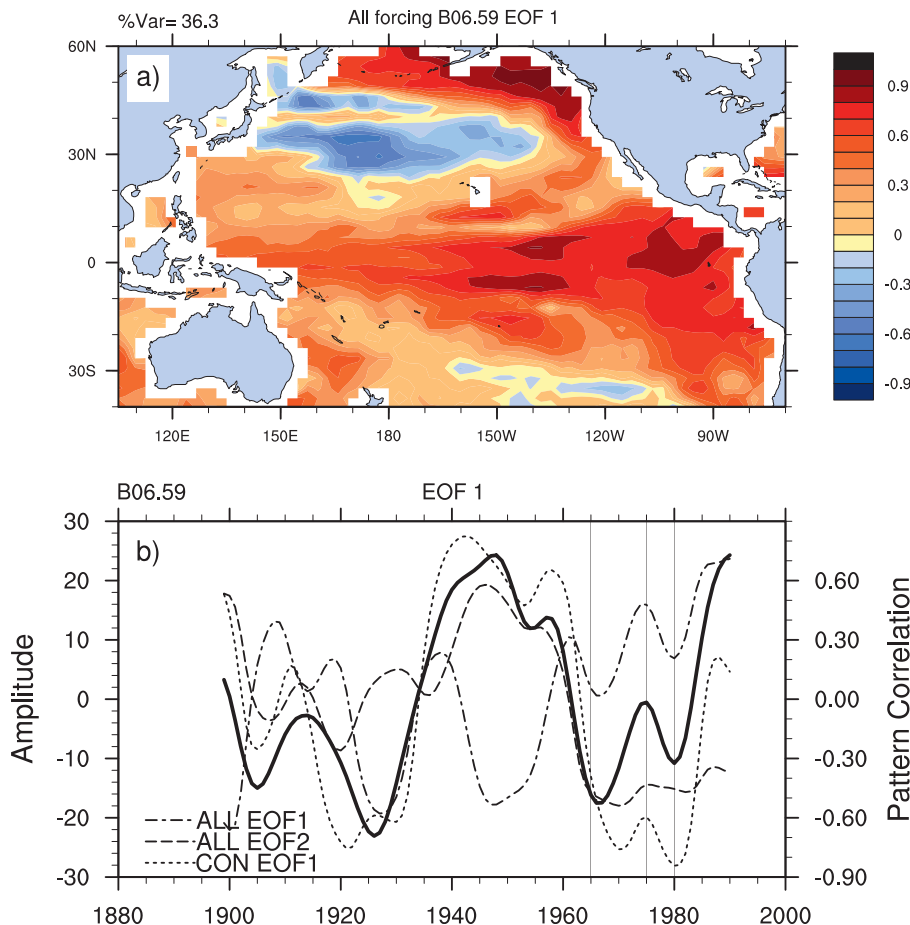 %Var= 36.3 All forcing B06.59 EOF 1
60N
a)
30N
0
30S
120E 150E 180 150W 120W 90W
0.9
0.6
0.3
0
-0.3
-0.6
-0.9
B06.59 EOF 1
b)
30
20
10
0
-10
-20
-30
Amplitude
0.60
0.30
0.00
-0.30
-0.60
-0.90
Pattern Correlation
ALL EOF1
ALL EOF2
CON EOF1
1880 1900 1920 1940 1960 1980 2000